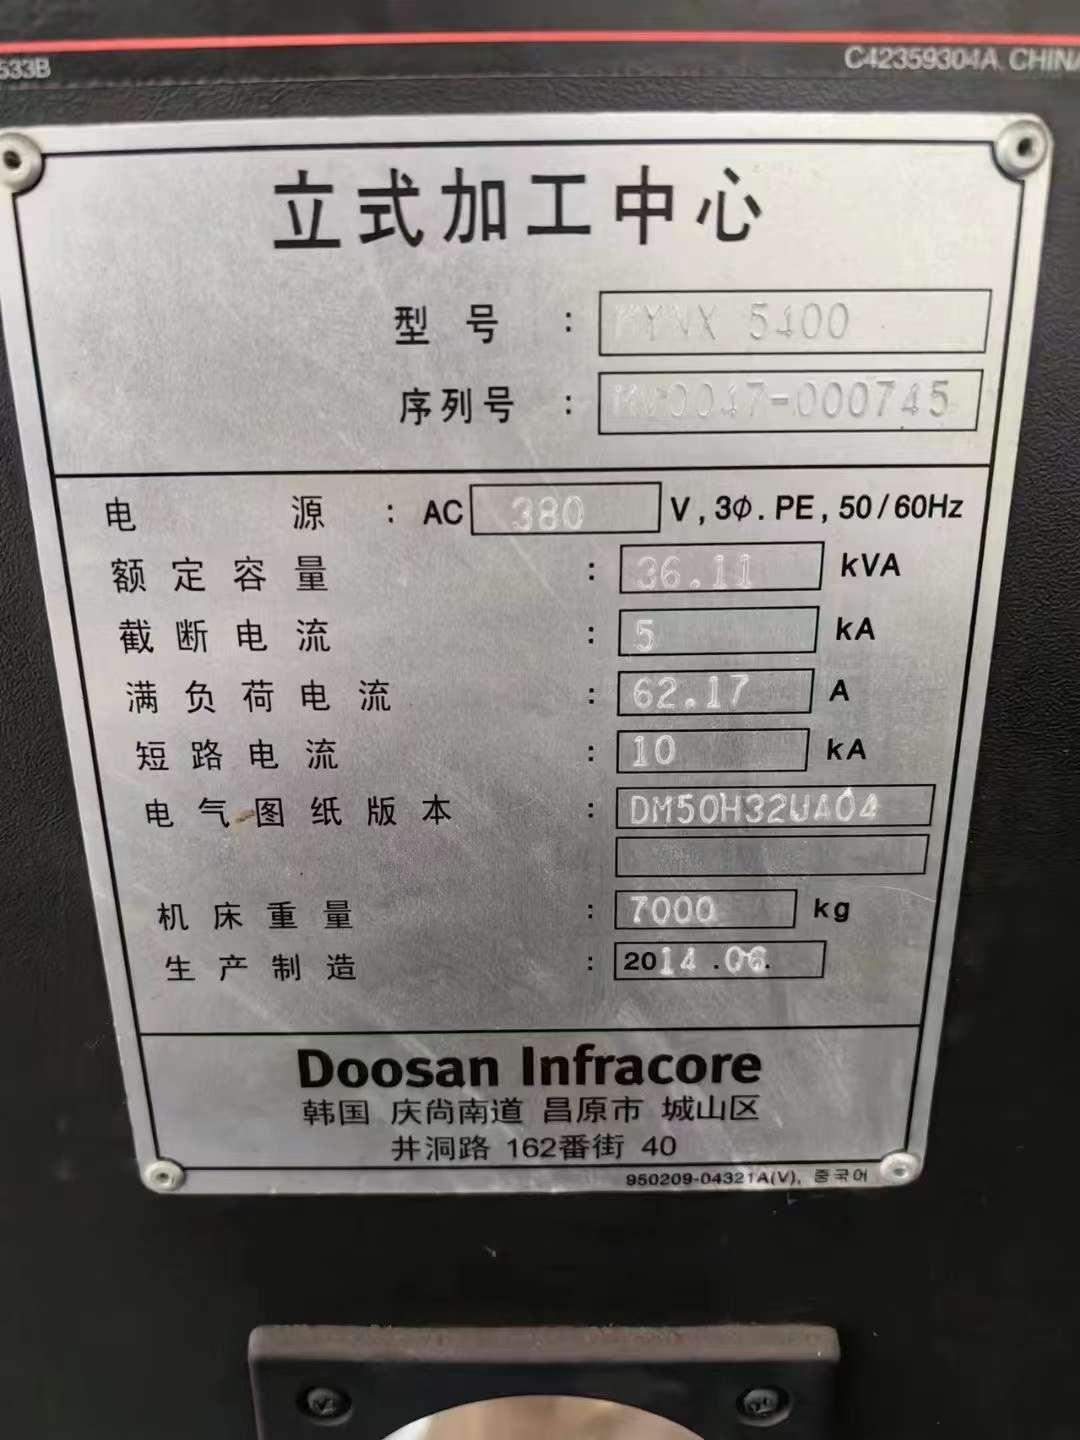 533B
C42359304A CHINA
立式加工中心
型号 : MYNX 5400
序列号 : MM0047-000745
电源 : AC 380 V, 3Φ. PE, 50/60Hz
额定容量 : 36.11 kVA
截断电流 : 5 kA
满负荷电流 : 62.17 A
短路电流 : 10 kA
电气图纸版本 : DM50H32UA04
机床重量 : 7000 kg
生产制造 : 2014.06.
Doosan Infracore
韩国 庆尚南道 昌原市 城山区
井洞路 162番街 40
950209-04321A(V), 중국어